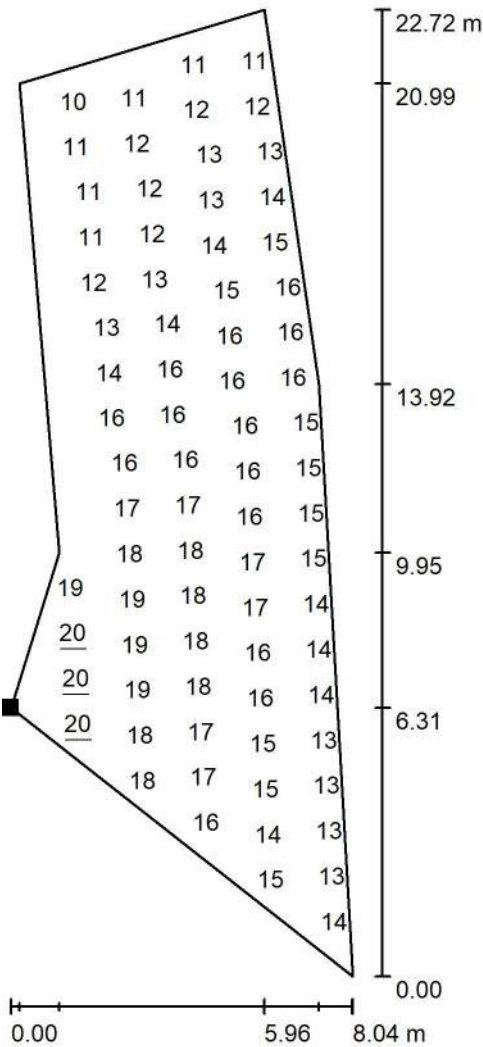 22.72 m
11 11
20.99
10 11 12 12
11 12 13 13
11 12 13 14
11 12 14 15
12 13 15 16
13 14 16 16
14 16 16 16
13.92
16 16 16 15
16 16 16 15
17 17 16 15
18 18 17 15
9.95
19 19 18 17 14
20 19 18 16 14
20 19 18 16 14
6.31
20 18 17 15 13
18 17 15 13
16 14 13
15 13
14
0.00
0.00 5.96 8.04 m